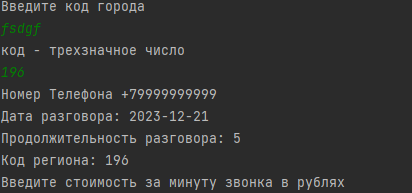 Введите код города
fsdgf
код - трехзначное число
196
Номер Телефона +79999999999
Дата разговора: 2023-12-21
Продолжительность разговора: 5
Код региона: 196
Введите стоимость за минуту звонка в рублях